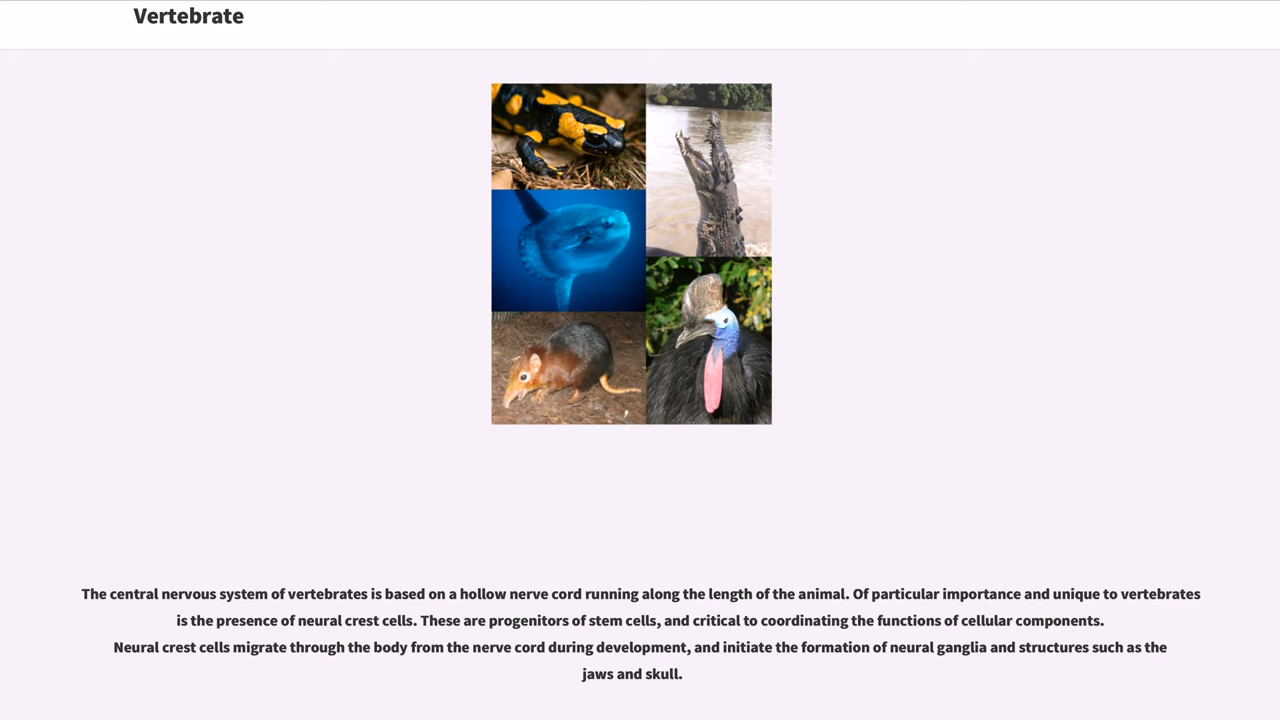 Vertebrate
The central nervous system of vertebrates is based on a hollow nerve cord running along the length of the animal. Of particular importance and unique to vertebrates
is the presence of neural crest cells. These are progenitors of stem cells, and critical to coordinating the functions of cellular components.
Neural crest cells migrate through the body from the nerve cord during development, and initiate the formation of neural ganglia and structures such as the
jaws and skull.